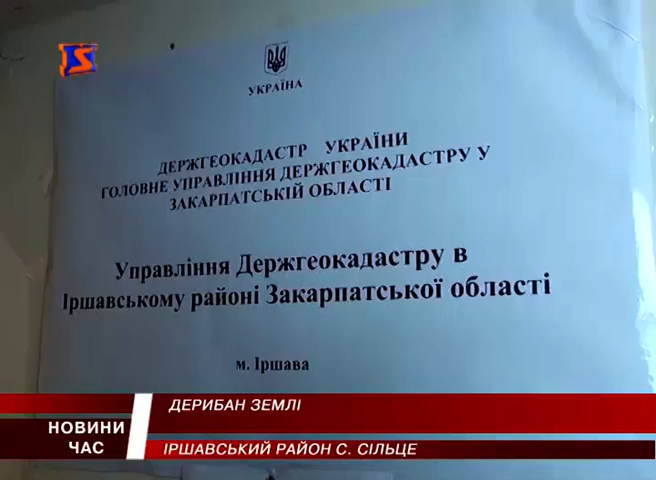 УКРАЇНА
ДЕРЖГЕОКАДАСТР УКРАЇНИ
ГОЛОВНЕ УПРАВЛІННЯ ДЕРЖГЕОКАДАСТРУ У
ЗАКАРПАТСЬКІЙ ОБЛАСТІ
Управління Держгеокадастру в
Іршавському районі Закарпатської області
м. Іршава
ДЕРИБАН ЗЕМЛІ
НОВИНИ
ЧАС
ІРШАВСЬКИЙ РАЙОН С. СІЛЬЦЕ